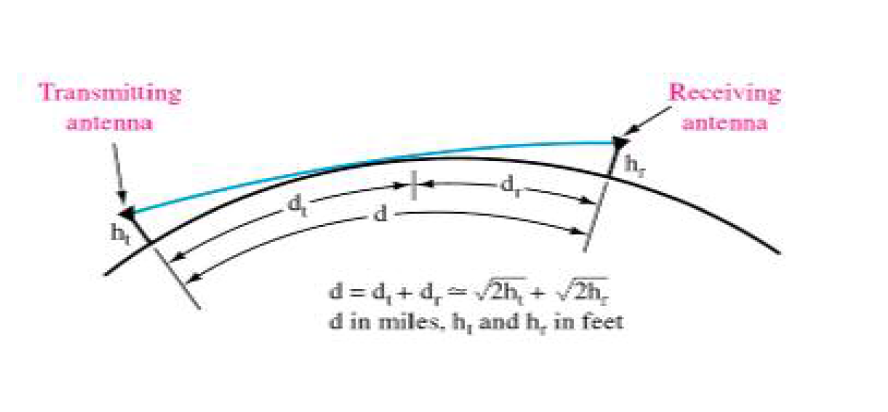 Transmitting
antenna
Receiving
antenna
hᵣ
dₜ
dᵣ
d
hₜ
d = dₜ + dᵣ ≃ √2hₜ + √2hᵣ
d in miles, hₜ and hᵣ in feet